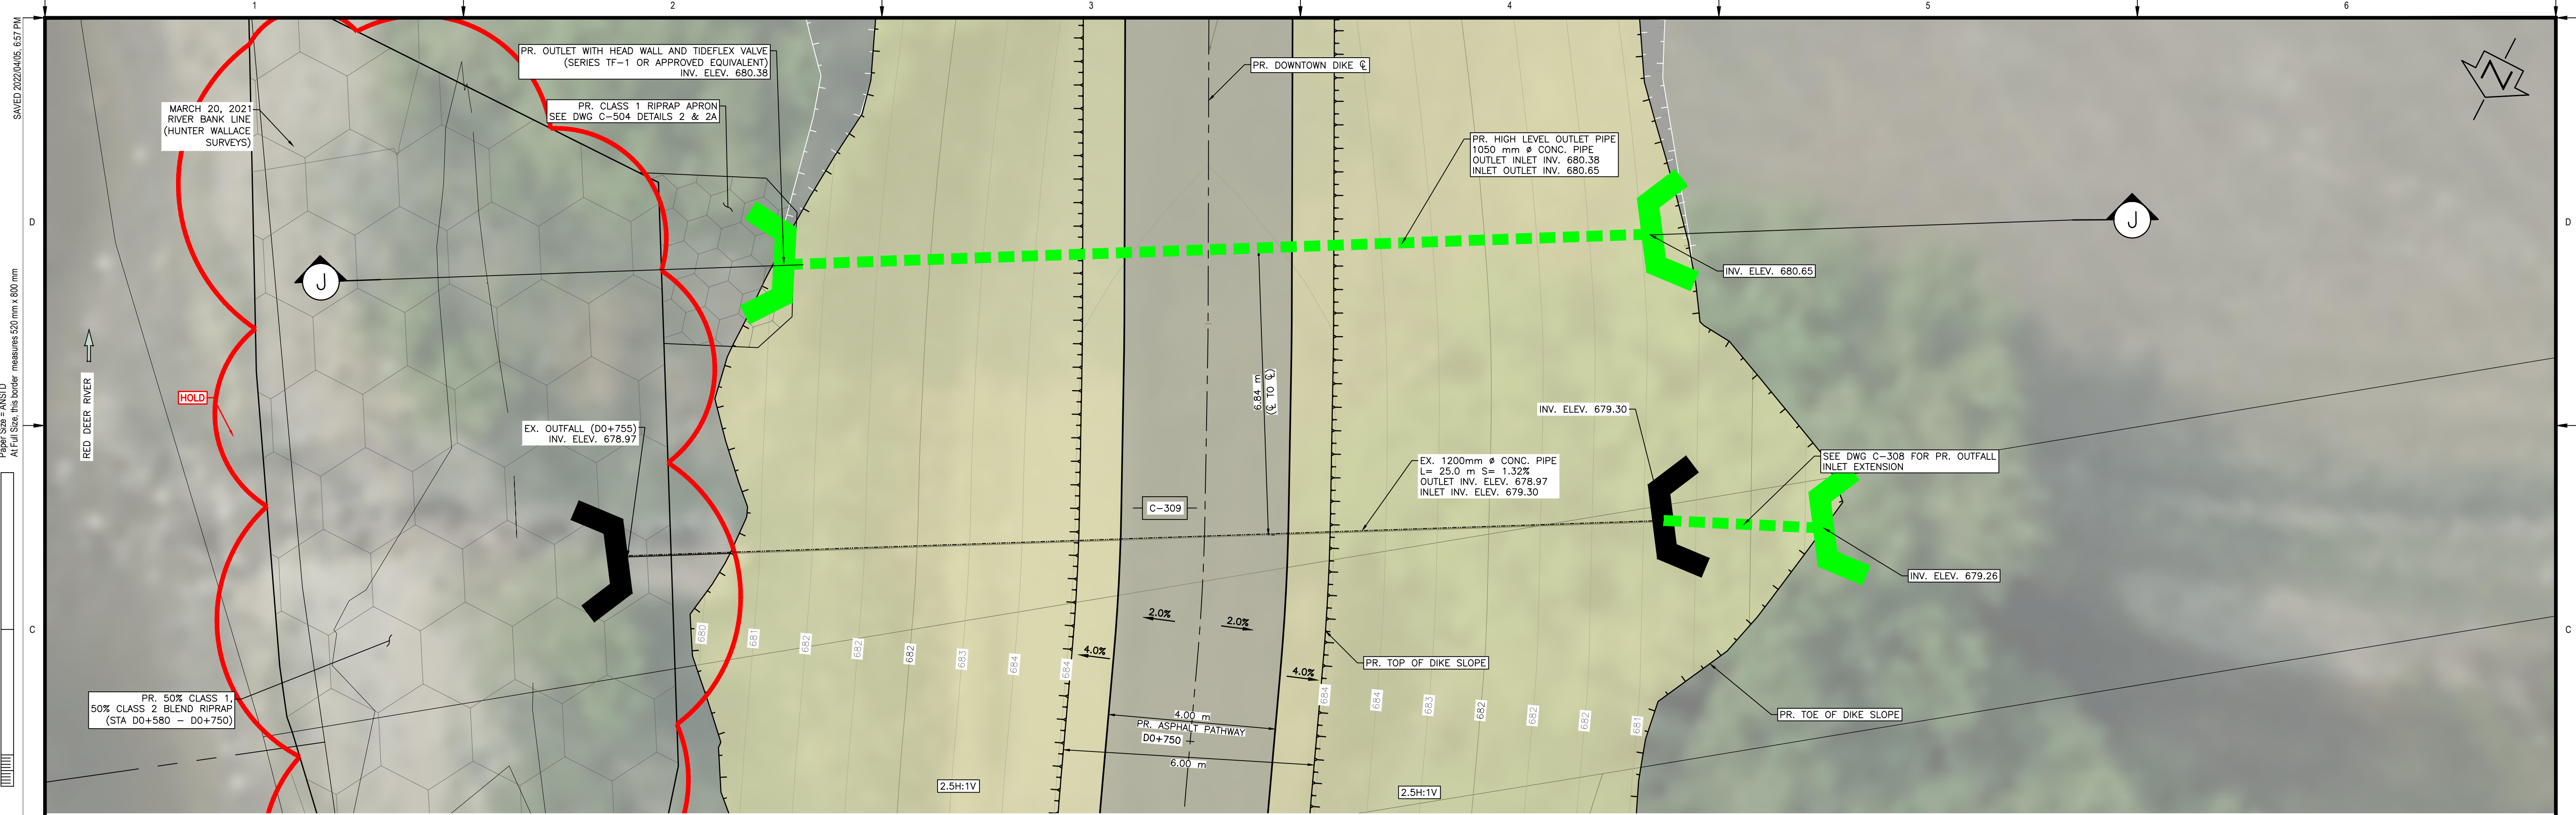 1
2
3
4
5
6
SAVED 2022/04/05, 6:57 PM
PR. OUTLET WITH HEAD WALL AND TIDEFLEX VALVE
(SERIES TF-1 OR APPROVED EQUIVALENT)
INV. ELEV. 680.38
PR. CLASS 1 RIPRAP APRON
SEE DWG C-504 DETAILS 2 & 2A
MARCH 20, 2021
RIVER BANK LINE
(HUNTER WALLACE
SURVEYS)
PR. DOWNTOWN DIKE ℄
PR. HIGH LEVEL OUTLET PIPE
1050 mm ø CONC. PIPE
OUTLET INLET INV. 680.38
INLET OUTLET INV. 680.65
N
D
D
J
J
INV. ELEV. 680.65
At Full Size, this border measures 520 mm x 800 mm
Paper Size = ANSI D
RED DEER RIVER
HOLD
6.84 m
(℄ TO ℄)
EX. OUTFALL (D0+755)
INV. ELEV. 678.97
INV. ELEV. 679.30
EX. 1200mm ø CONC. PIPE
L= 25.0 m S= 1.32%
OUTLET INV. ELEV. 678.97
INLET INV. ELEV. 679.30
SEE DWG C-308 FOR PR. OUTFALL
INLET EXTENSION
C-309
INV. ELEV. 679.26
C
C
2.0%
2.0%
4.0%
4.0%
680
681
682
682
682
683
684
684
684
684
683
682
682
682
681
PR. TOP OF DIKE SLOPE
PR. TOE OF DIKE SLOPE
PR. 50% CLASS 1,
50% CLASS 2 BLEND RIPRAP
(STA D0+580 - D0+750)
4.00 m
PR. ASPHALT PATHWAY
D0+750
6.00 m
2.5H:1V
2.5H:1V